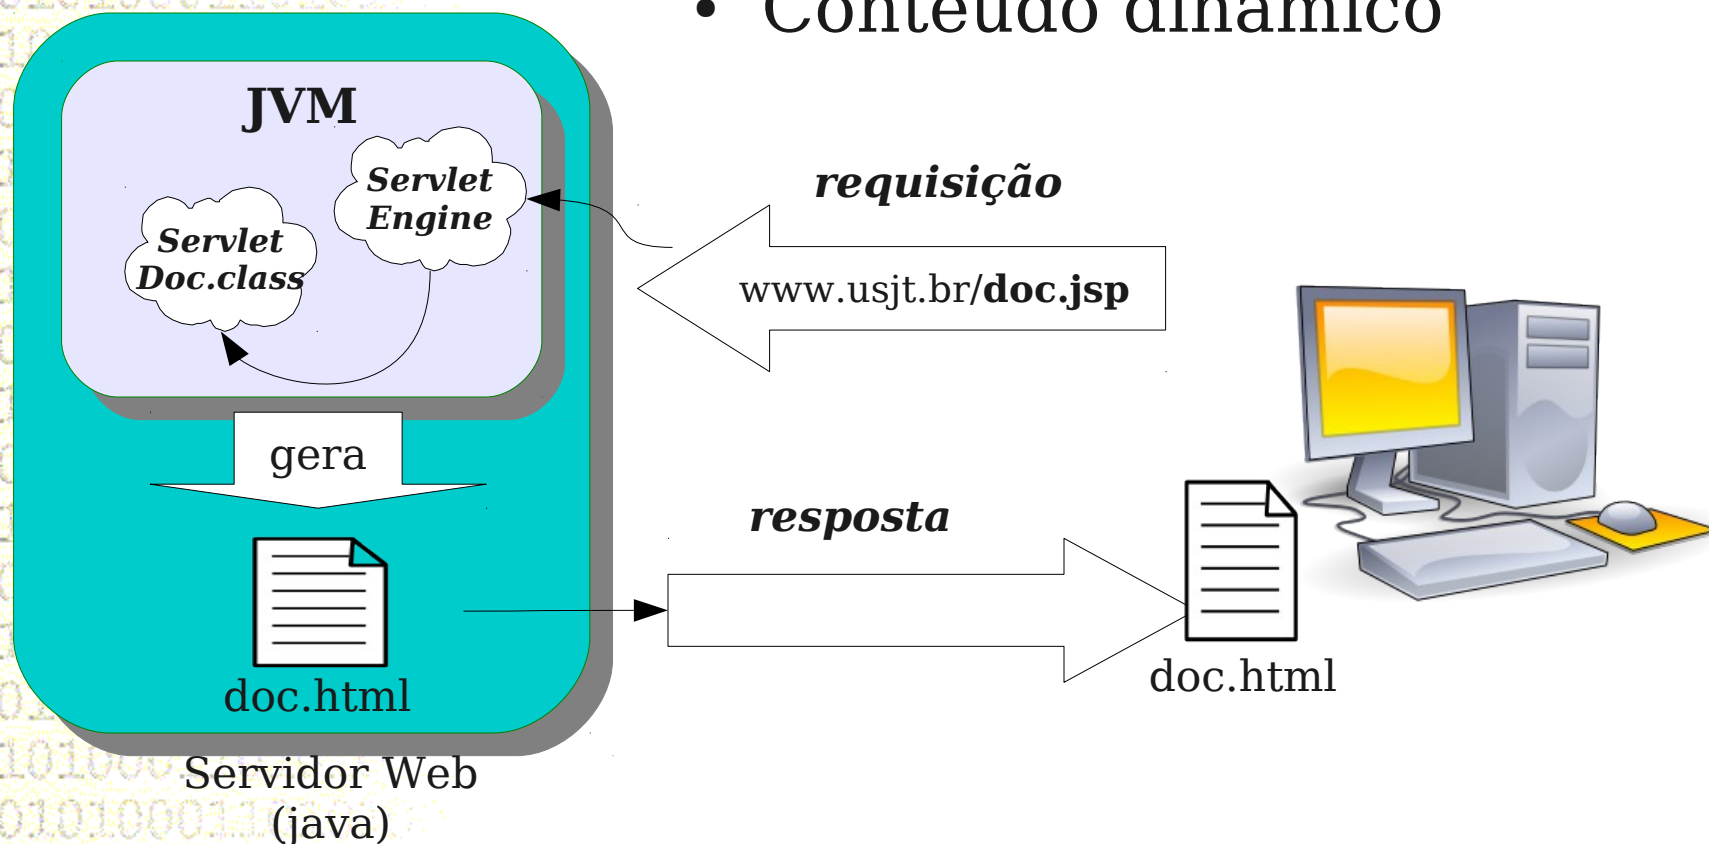 • Conteúdo dinâmico
JVM
Servlet
Engine
Servlet
Doc.class
requisição
www.usjt.br/doc.jsp
gera
resposta
doc.html
doc.html
Servidor Web
(java)